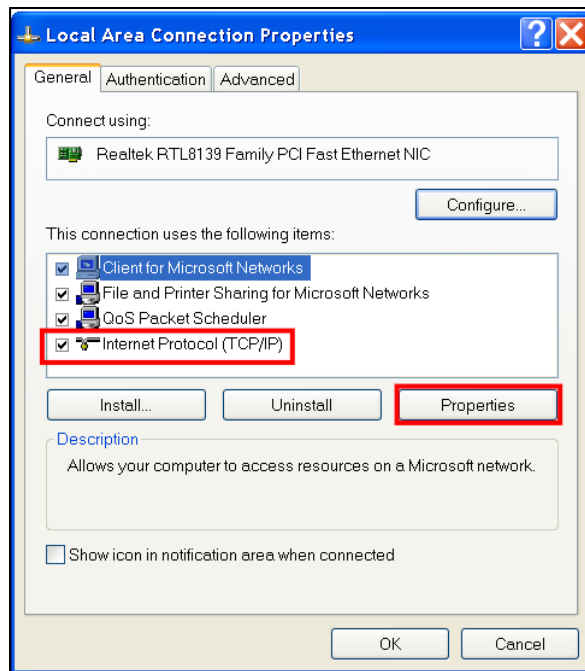 Local Area Connection Properties
General Authentication Advanced
Connect using:
Realtek RTL8139 Family PCI Fast Ethernet NIC
Configure...
This connection uses the following items:
Client for Microsoft Networks
File and Printer Sharing for Microsoft Networks
QoS Packet Scheduler
Internet Protocol (TCP/IP)
Install... Uninstall Properties
Description
Allows your computer to access resources on a Microsoft network.
Show icon in notification area when connected
OK Cancel